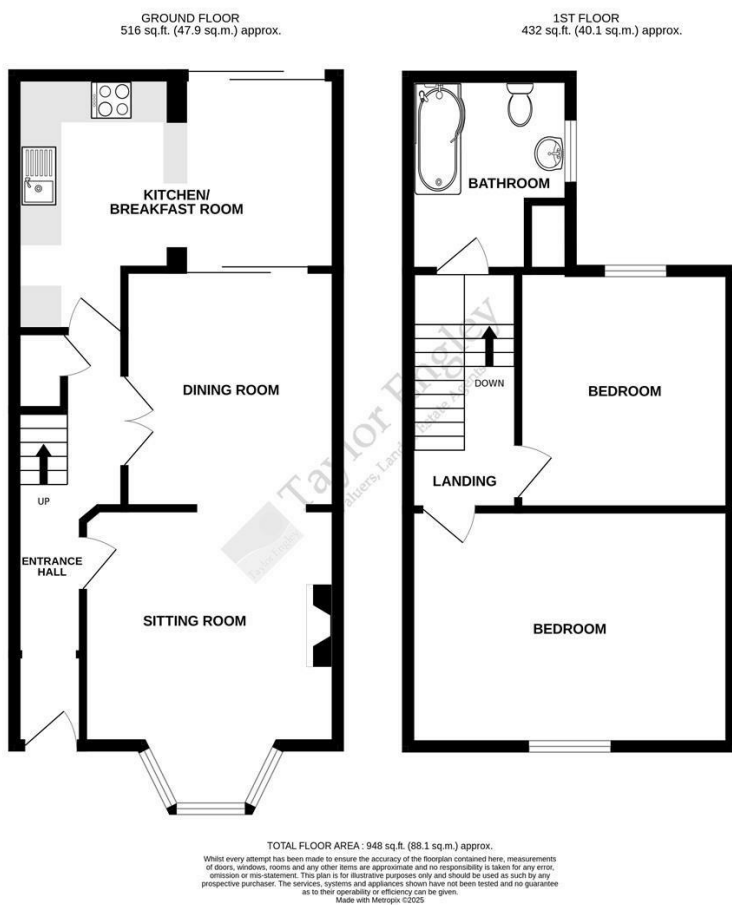 GROUND FLOOR
516 sq.ft. (47.9 sq.m.) approx.
KITCHEN/
BREAKFAST ROOM
DINING ROOM
UP
ENTRANCE
HALL
SITTING ROOM
1ST FLOOR
432 sq.ft. (40.1 sq.m.) approx.
BATHROOM
DOWN
BEDROOM
LANDING
BEDROOM
Taylor Engley
Valuers, Land & Estate Agents
Taylor Engley
TOTAL FLOOR AREA : 948 sq.ft. (88.1 sq.m.) approx.
Whilst every attempt has been made to ensure the accuracy of the floorplan contained here, measurements
of doors, windows, rooms and any other items are approximate and no responsibility is taken for any error,
omission or mis-statement. This plan is for illustrative purposes only and should be used as such by any
prospective purchaser. The services, systems and appliances shown have not been tested and no guarantee
as to their operability or efficiency can be given.
Made with Metropix ©2025